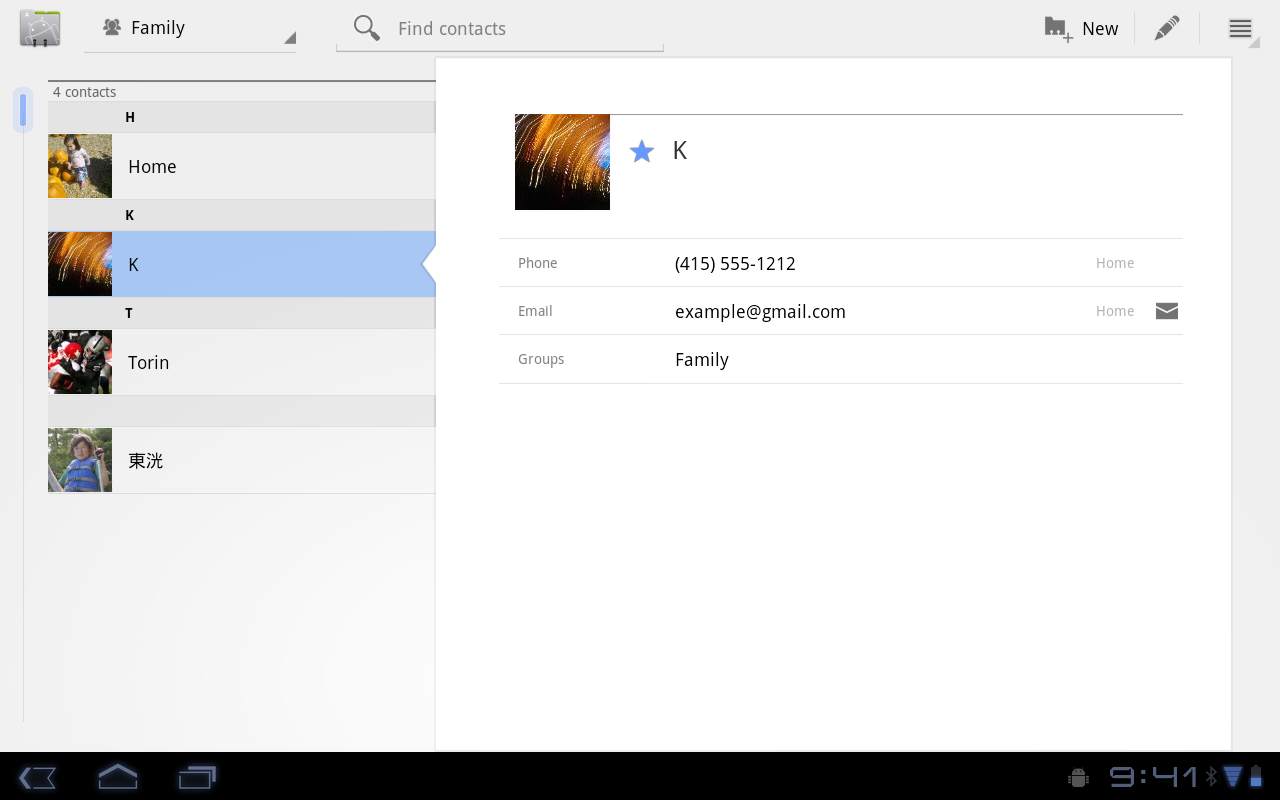 Family
Find contacts
New
4 contacts
H
Home
K
K
T
Torin
東洸
K
Phone (415) 555-1212 Home
Email example@gmail.com Home
Groups Family
9:41